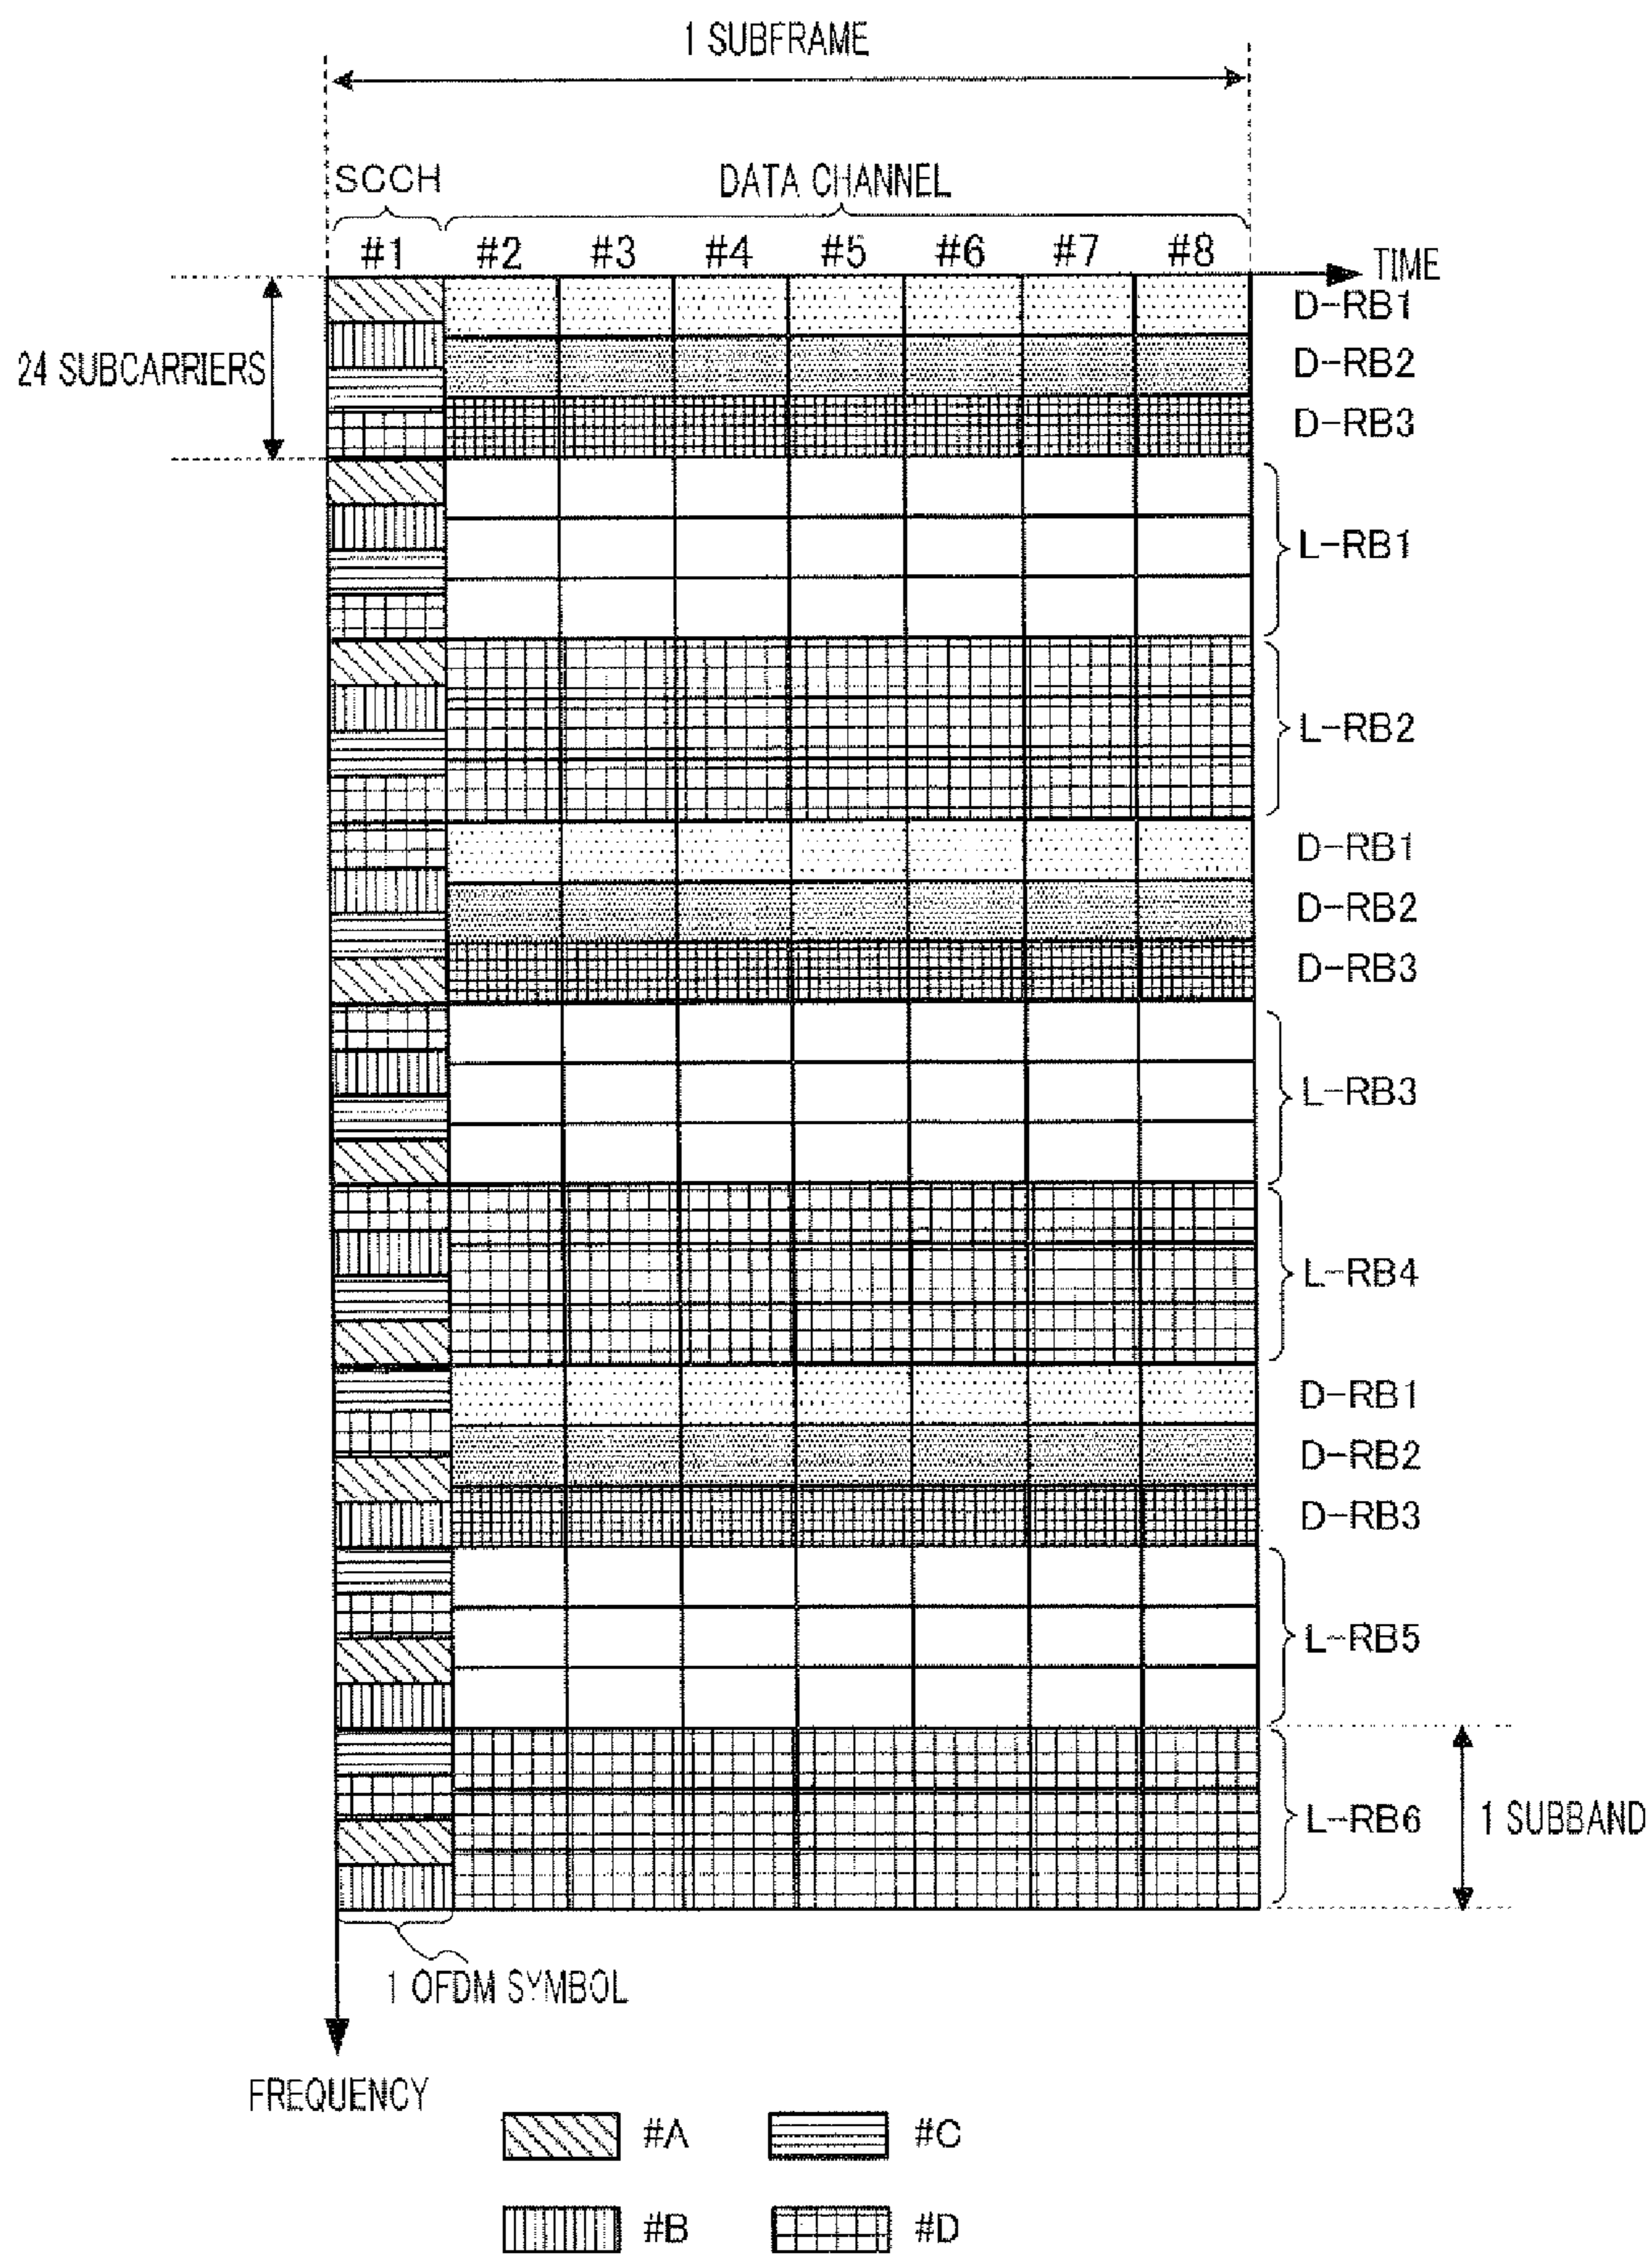 1 SUBFRAME
SCCH
DATA CHANNEL
#1 #2 #3 #4 #5 #6 #7 #8
TIME
D-RB1
24 SUBCARRIERS
D-RB2
D-RB3
L-RB1
L-RB2
D-RB1
D-RB2
D-RB3
L-RB3
L-RB4
D-RB1
D-RB2
D-RB3
L-RB5
L-RB6
1 SUBBAND
1 OFDM SYMBOL
FREQUENCY
#A #C
#B #D